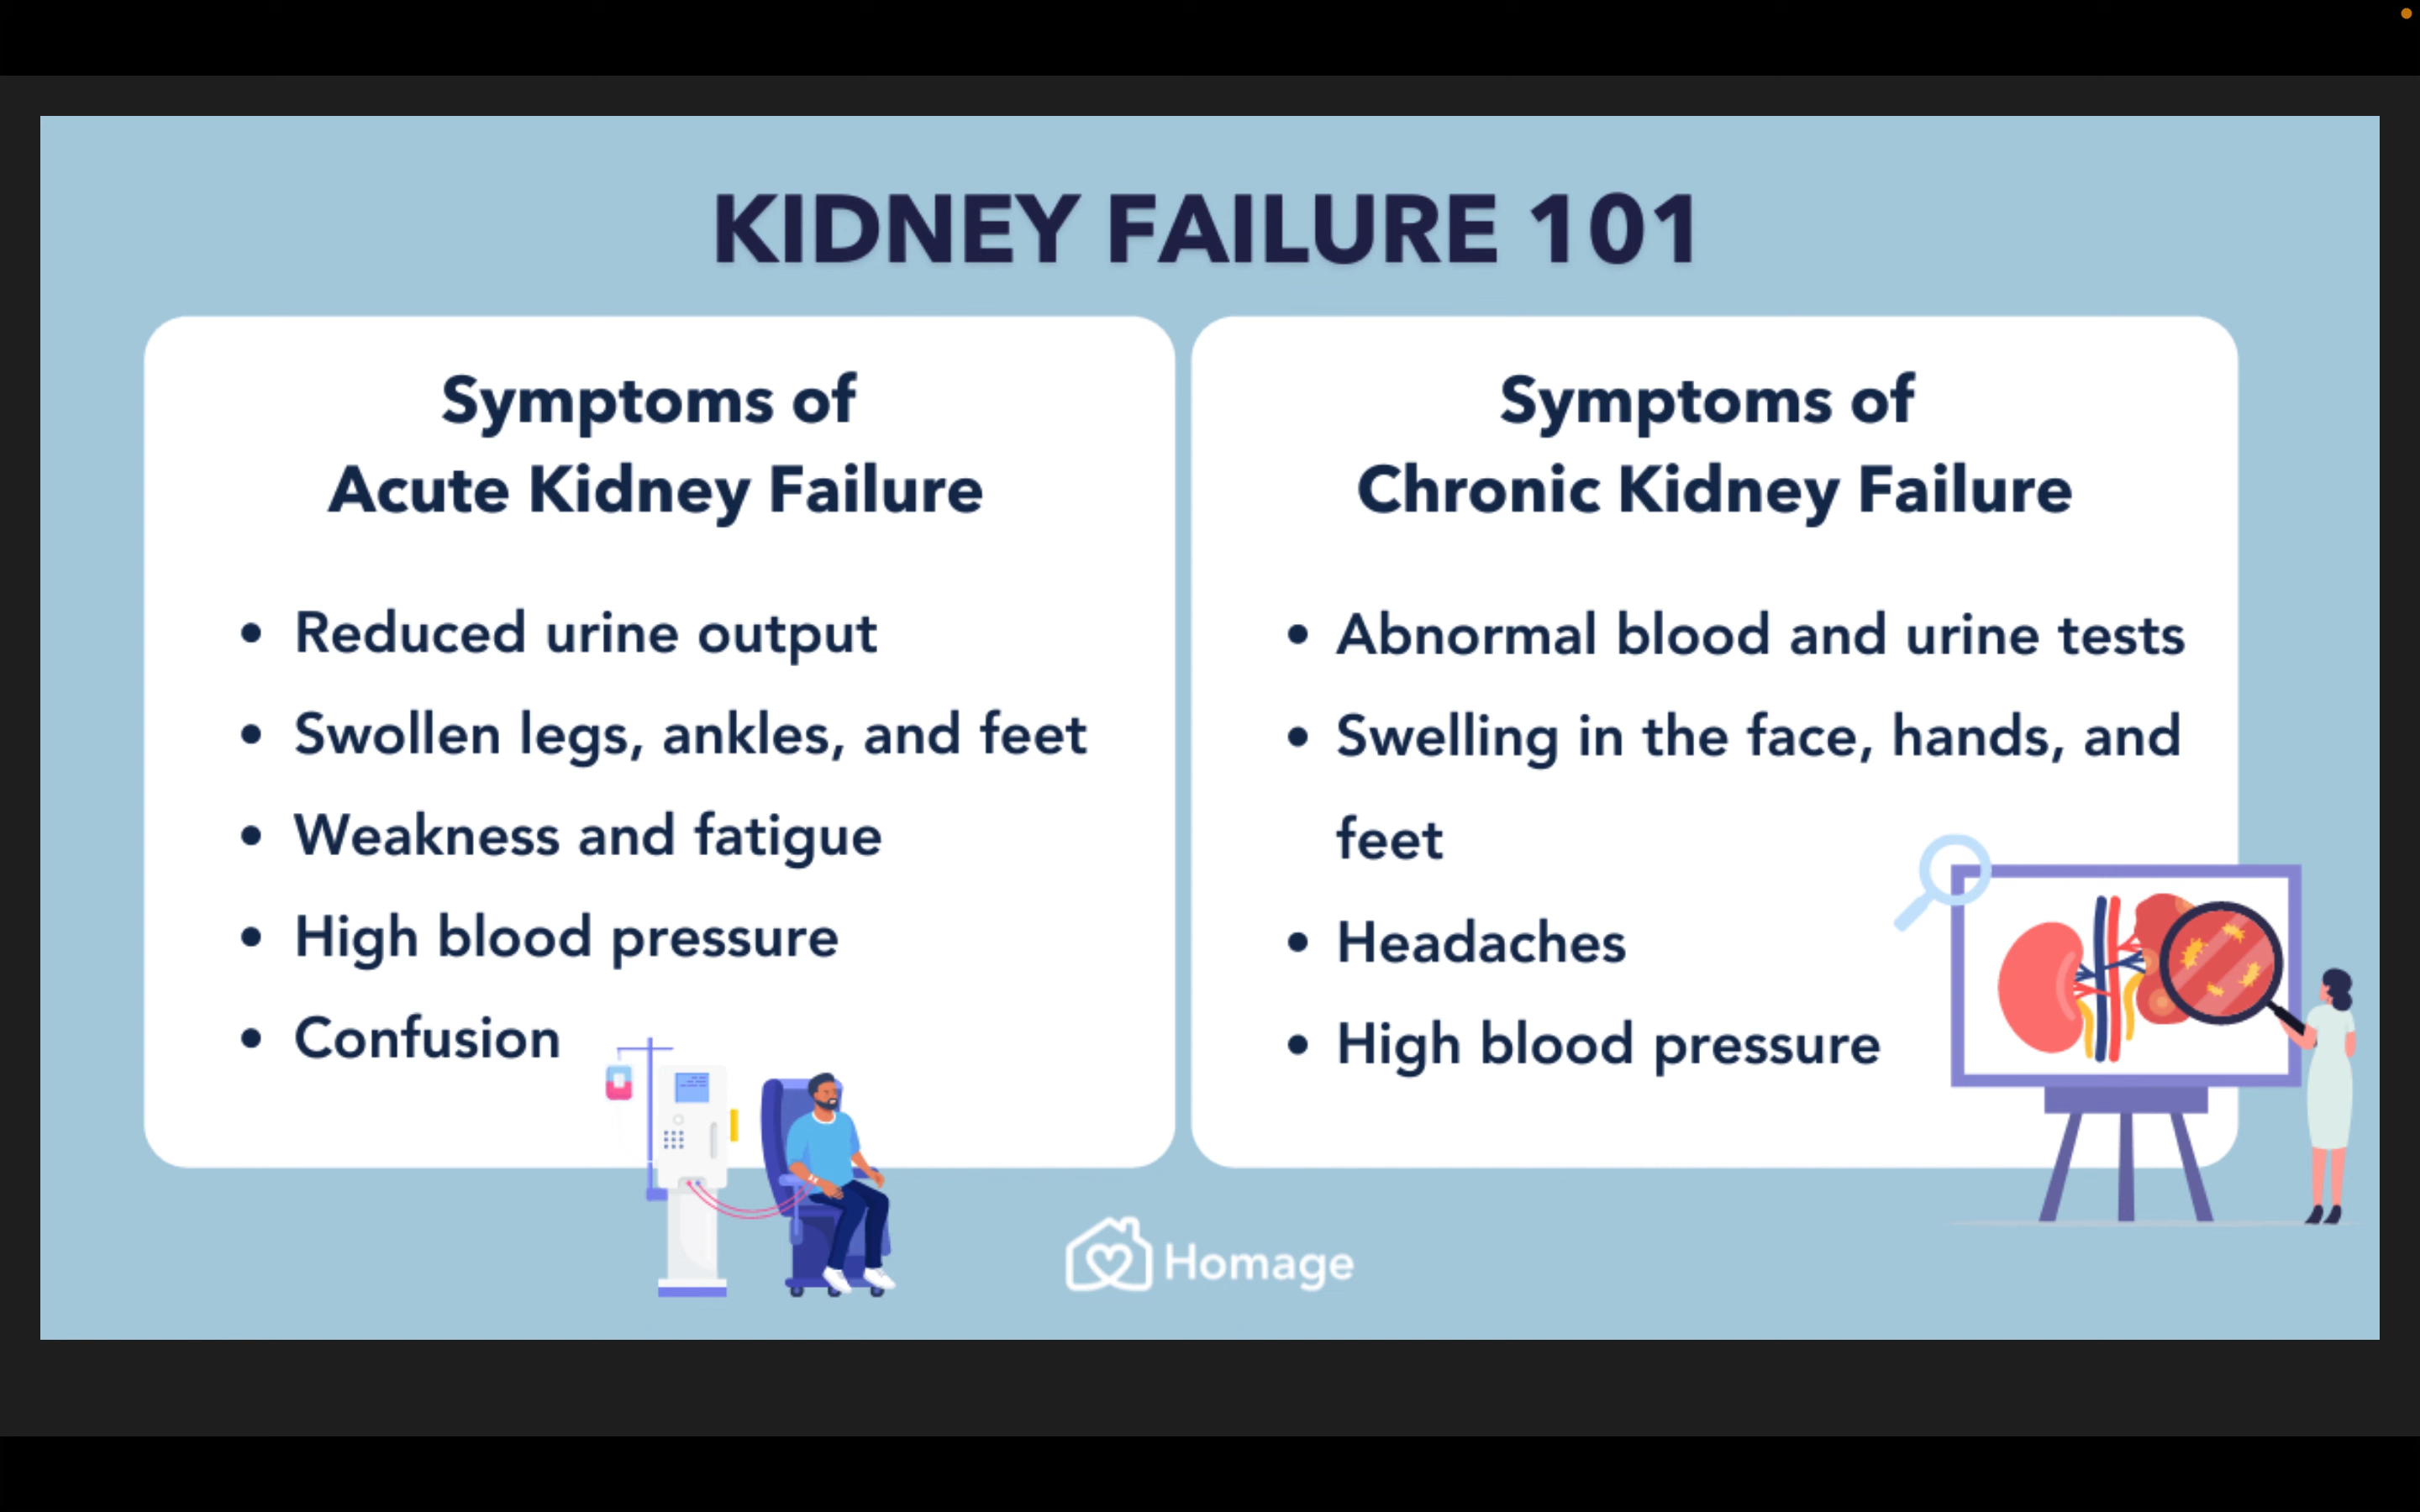 KIDNEY FAILURE 101
Symptoms of
Acute Kidney Failure
• Reduced urine output
• Swollen legs, ankles, and feet
• Weakness and fatigue
• High blood pressure
• Confusion
Symptoms of
Chronic Kidney Failure
• Abnormal blood and urine tests
• Swelling in the face, hands, and
feet
• Headaches
• High blood pressure
Homage